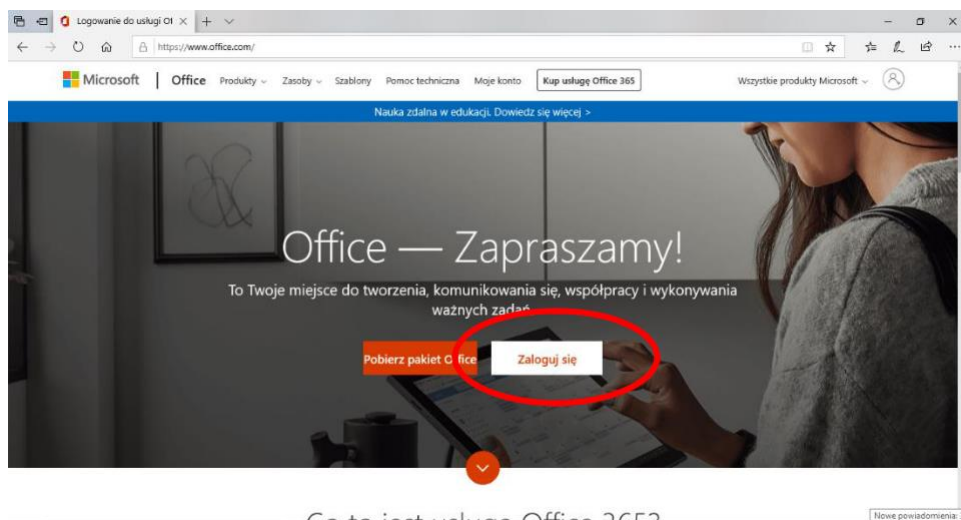 Logowanie do usługi Of
https://www.office.com/
Microsoft | Office Produkty Zasoby Szablony Pomoc techniczna Moje konto Kup usługę Office 365 Wszystkie produkty Microsoft
Nauka zdalna w edukacji. Dowiedz się więcej >
Office — Zapraszamy!
To Twoje miejsce do tworzenia, komunikowania się, współpracy i wykonywania
ważnych zadań
Pobierz pakiet Office Zaloguj się
Co to jest usługa Office 365?
Nowe powiadomienia: